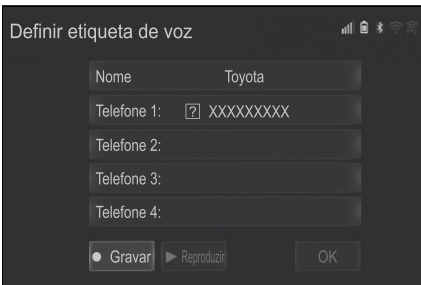 Definir etiqueta de voz
Nome Toyota
Telefone 1: ? XXXXXXXXX
Telefone 2:
Telefone 3:
Telefone 4:
Gravar Reproduzir OK